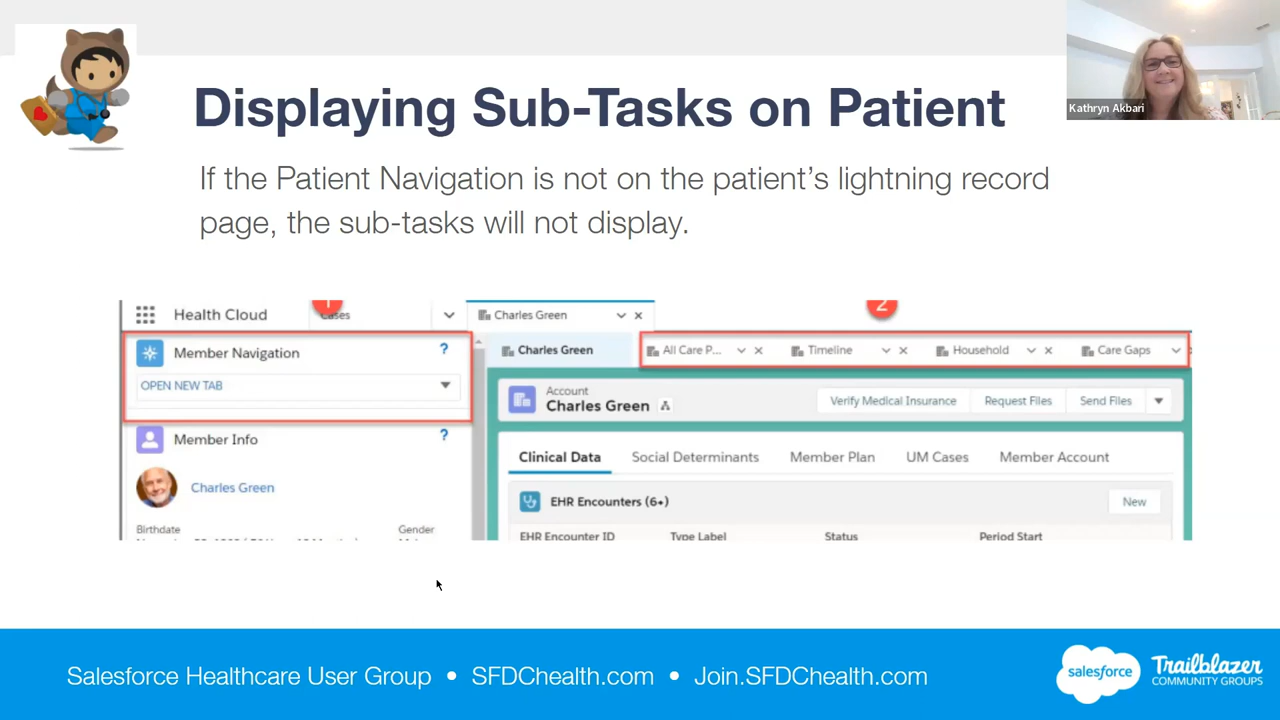 Displaying Sub-Tasks on Patient
Kathryn Akbari
If the Patient Navigation is not on the patient's lightning record
page, the sub-tasks will not display.
Health Cloud
Cases
Charles Green
2
Member Navigation
?
OPEN NEW TAB
Charles Green
All Care P...
Timeline
Household
Care Gaps
Account
Charles Green
Verify Medical Insurance
Request Files
Send Files
Member Info
?
Charles Green
Clinical Data
Social Determinants
Member Plan
UM Cases
Member Account
EHR Encounters (6+)
New
Birthdate
Gender
EHR Encounter ID
Type Label
Status
Period Start
Salesforce Healthcare User Group • SFDChealth.com • Join.SFDChealth.com
salesforce
Trailblazer
COMMUNITY GROUPS